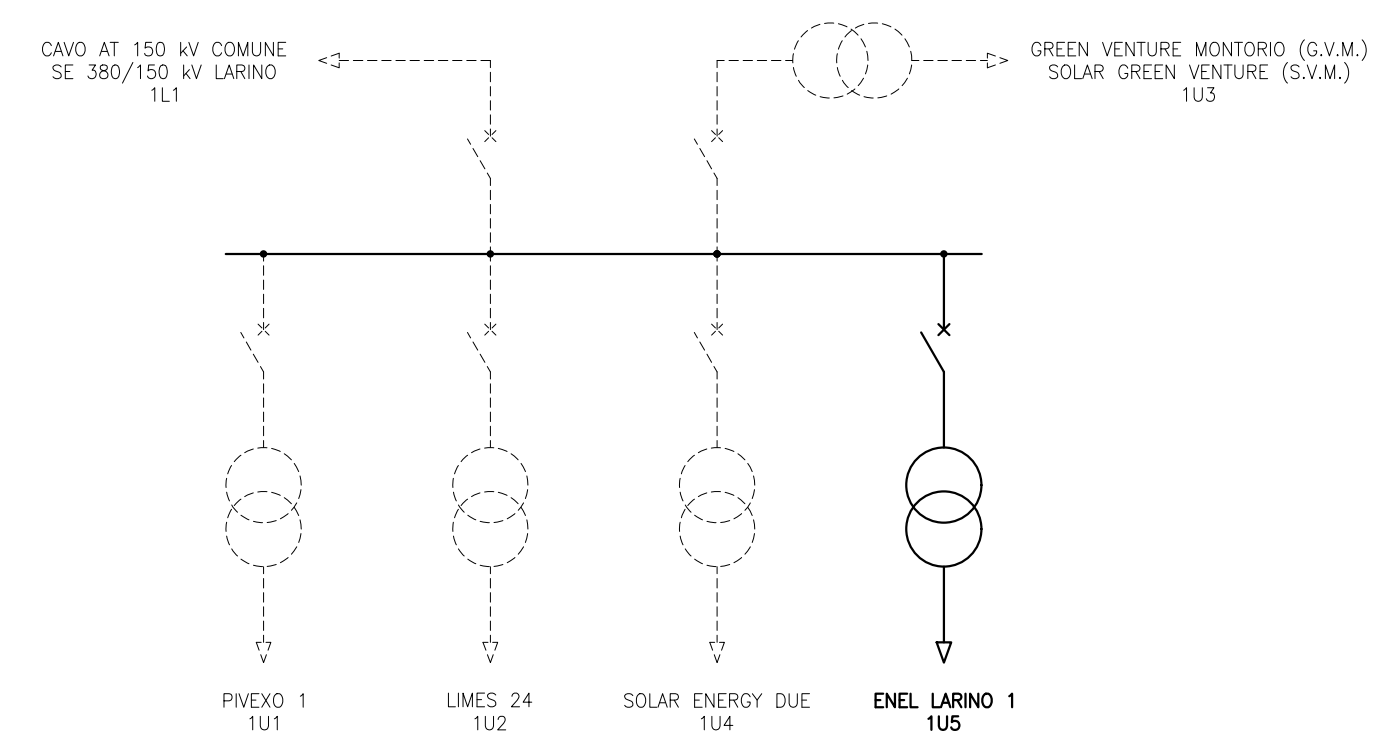 CAVO AT 150 kV COMUNE
SE 380/150 kV LARINO
1L1
GREEN VENTURE MONTORIO (G.V.M.)
SOLAR GREEN VENTURE (S.V.M.)
1U3
PIVEXO 1
1U1
LIMES 24
1U2
SOLAR ENERGY DUE
1U4
ENEL LARINO 1
1U5